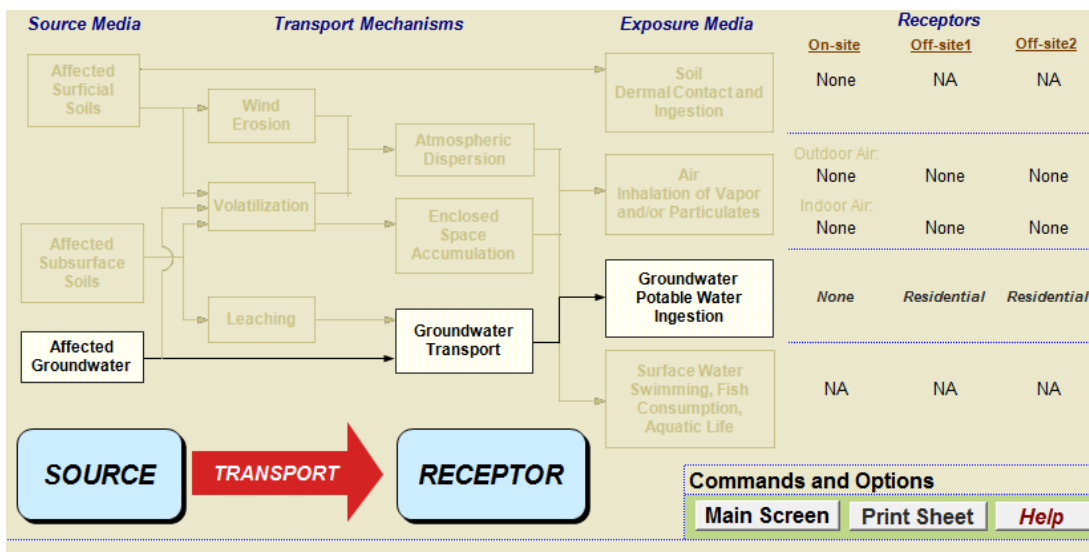 Source Media
Transport Mechanisms
Exposure Media
Receptors
On-site
Off-site1
Off-site2
Affected
Surficial
Soils
Wind
Erosion
Atmospheric
Dispersion
Soil
Dermal Contact and
Ingestion
None
NA
NA
Volatilization
Enclosed
Space
Accumulation
Air
Inhalation of Vapor
and/or Particulates
Outdoor Air:
None
None
None
Indoor Air:
None
None
None
Affected
Subsurface
Soils
Leaching
Groundwater
Potable Water
Ingestion
None
Residential
Residential
Affected
Groundwater
Groundwater
Transport
Surface Water
Swimming, Fish
Consumption,
Aquatic Life
NA
NA
NA
SOURCE
TRANSPORT
RECEPTOR
Commands and Options
Main Screen
Print Sheet
Help